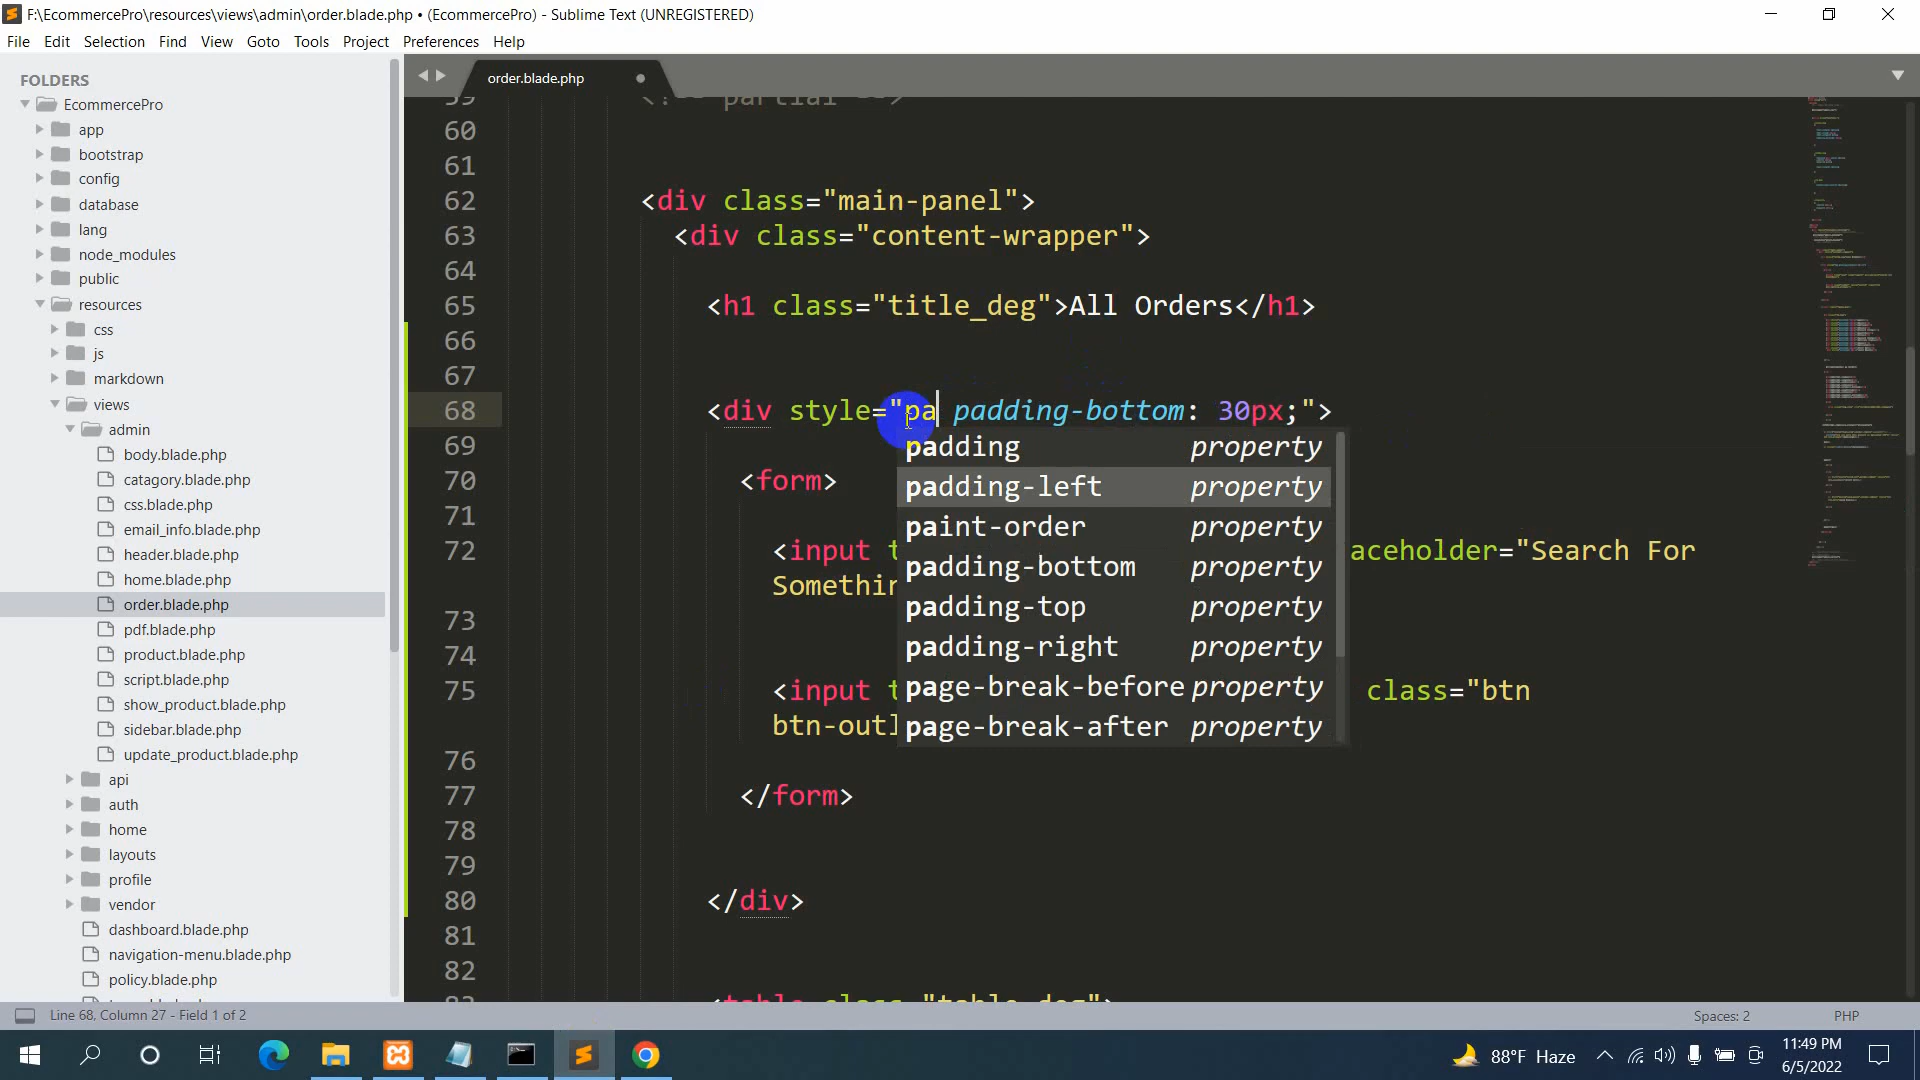 F:\EcommercePro\resources\views\admin\order.blade.php • (EcommercePro) - Sublime Text (UNREGISTERED)
File Edit Selection Find View Goto Tools Project Preferences Help
FOLDERS
EcommercePro
app
bootstrap
config
database
lang
node_modules
public
resources
css
js
markdown
views
admin
body.blade.php
catagory.blade.php
css.blade.php
email_info.blade.php
header.blade.php
home.blade.php
order.blade.php
pdf.blade.php
product.blade.php
script.blade.php
show_product.blade.php
sidebar.blade.php
update_product.blade.php
api
auth
home
layouts
profile
vendor
dashboard.blade.php
navigation-menu.blade.php
policy.blade.php
order.blade.php
59 <!-- partial -->
60
61
62 <div class="main-panel">
63 <div class="content-wrapper">
64
65 <h1 class="title_deg">All Orders</h1>
66
67
68 <div style="pa padding-bottom: 30px;">
69
70 <form>
71
72 <input t aceholder="Search For
Somethin
73
74
75 <input t class="btn
btn-outl
76
77 </form>
78
79
80 </div>
81
82
83 <table class="table_deg">
padding property
padding-left property
paint-order property
padding-bottom property
padding-top property
padding-right property
page-break-before property
page-break-after property
Line 68, Column 27 - Field 1 of 2
Spaces: 2
PHP
88°F Haze
11:49 PM
6/5/2022